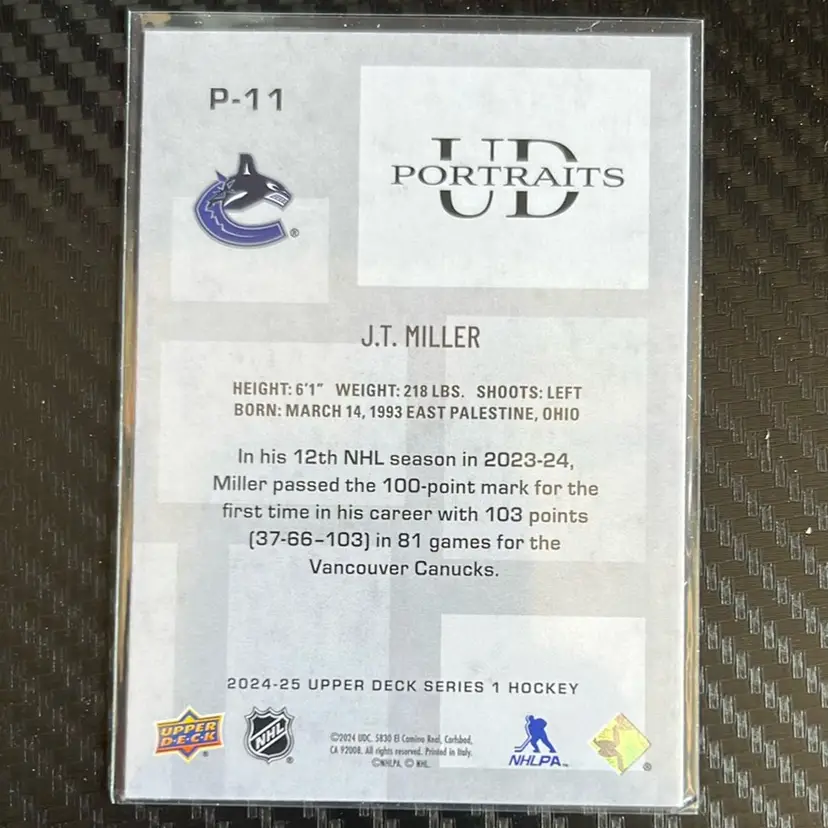 P-11
UD
PORTRAITS
®
J.T. MILLER
HEIGHT: 6'1" WEIGHT: 218 LBS. SHOOTS: LEFT
BORN: MARCH 14, 1993 EAST PALESTINE, OHIO
In his 12th NHL season in 2023-24,
Miller passed the 100-point mark for the
first time in his career with 103 points
(37-66–103) in 81 games for the
Vancouver Canucks.
2024-25 UPPER DECK SERIES 1 HOCKEY
UPPER
D·E·C·K
NHL
©2024 UDC. 5830 El Camino Real, Carlsbad,
CA 92008. All rights reserved. Printed in Italy.
©NHLPA. © NHL.
NHLPA™
®